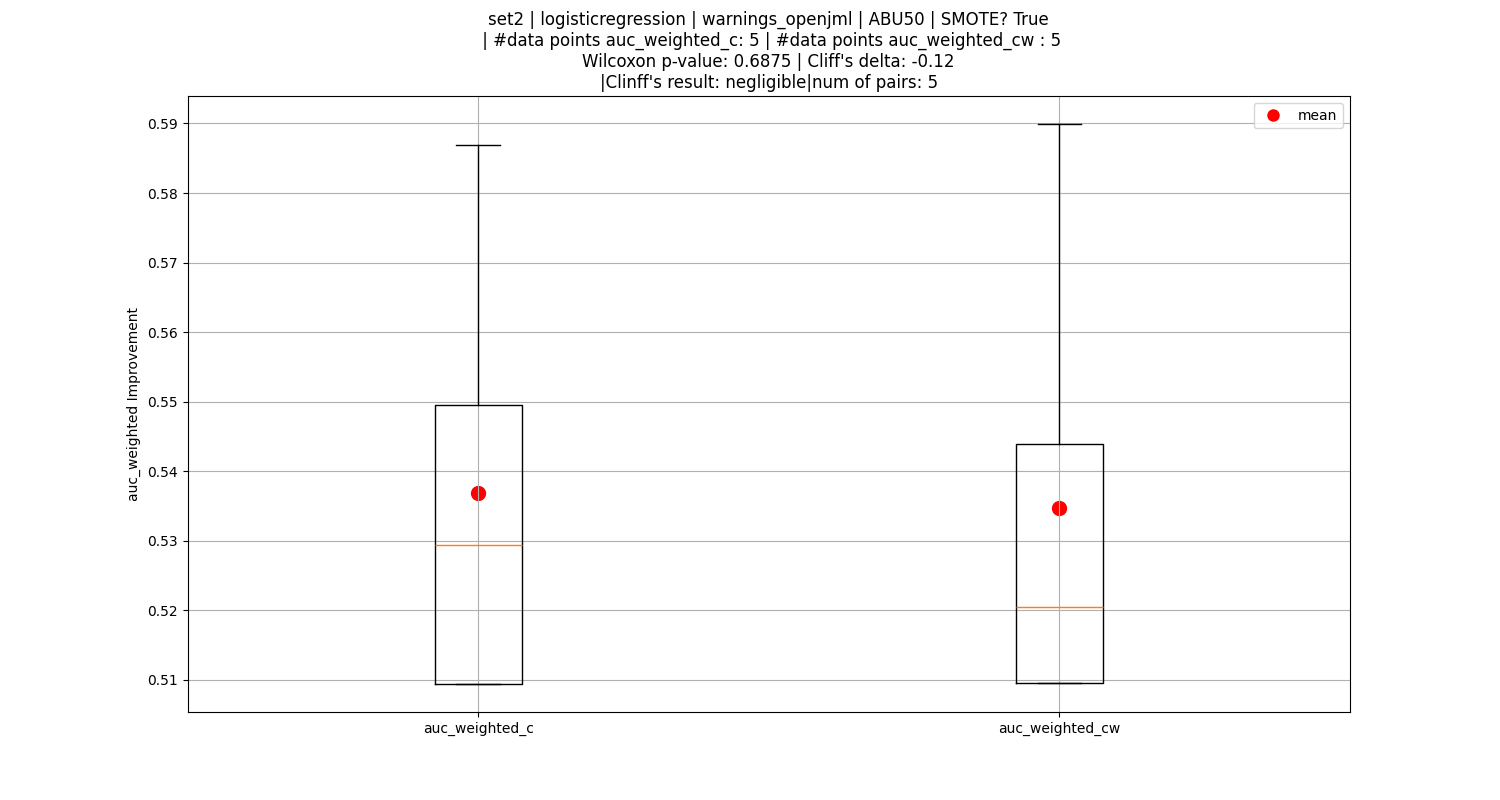 set2 | logisticregression | warnings_openjml | ABU50 | SMOTE? True
| #data points auc_weighted_c: 5 | #data points auc_weighted_cw : 5
Wilcoxon p-value: 0.6875 | Cliff's delta: -0.12
|Clinff's result: negligible|num of pairs: 5
mean
0.59
0.58
0.57
0.56
0.55
0.54
0.53
0.52
0.51
auc_weighted Improvement
auc_weighted_c
auc_weighted_cw